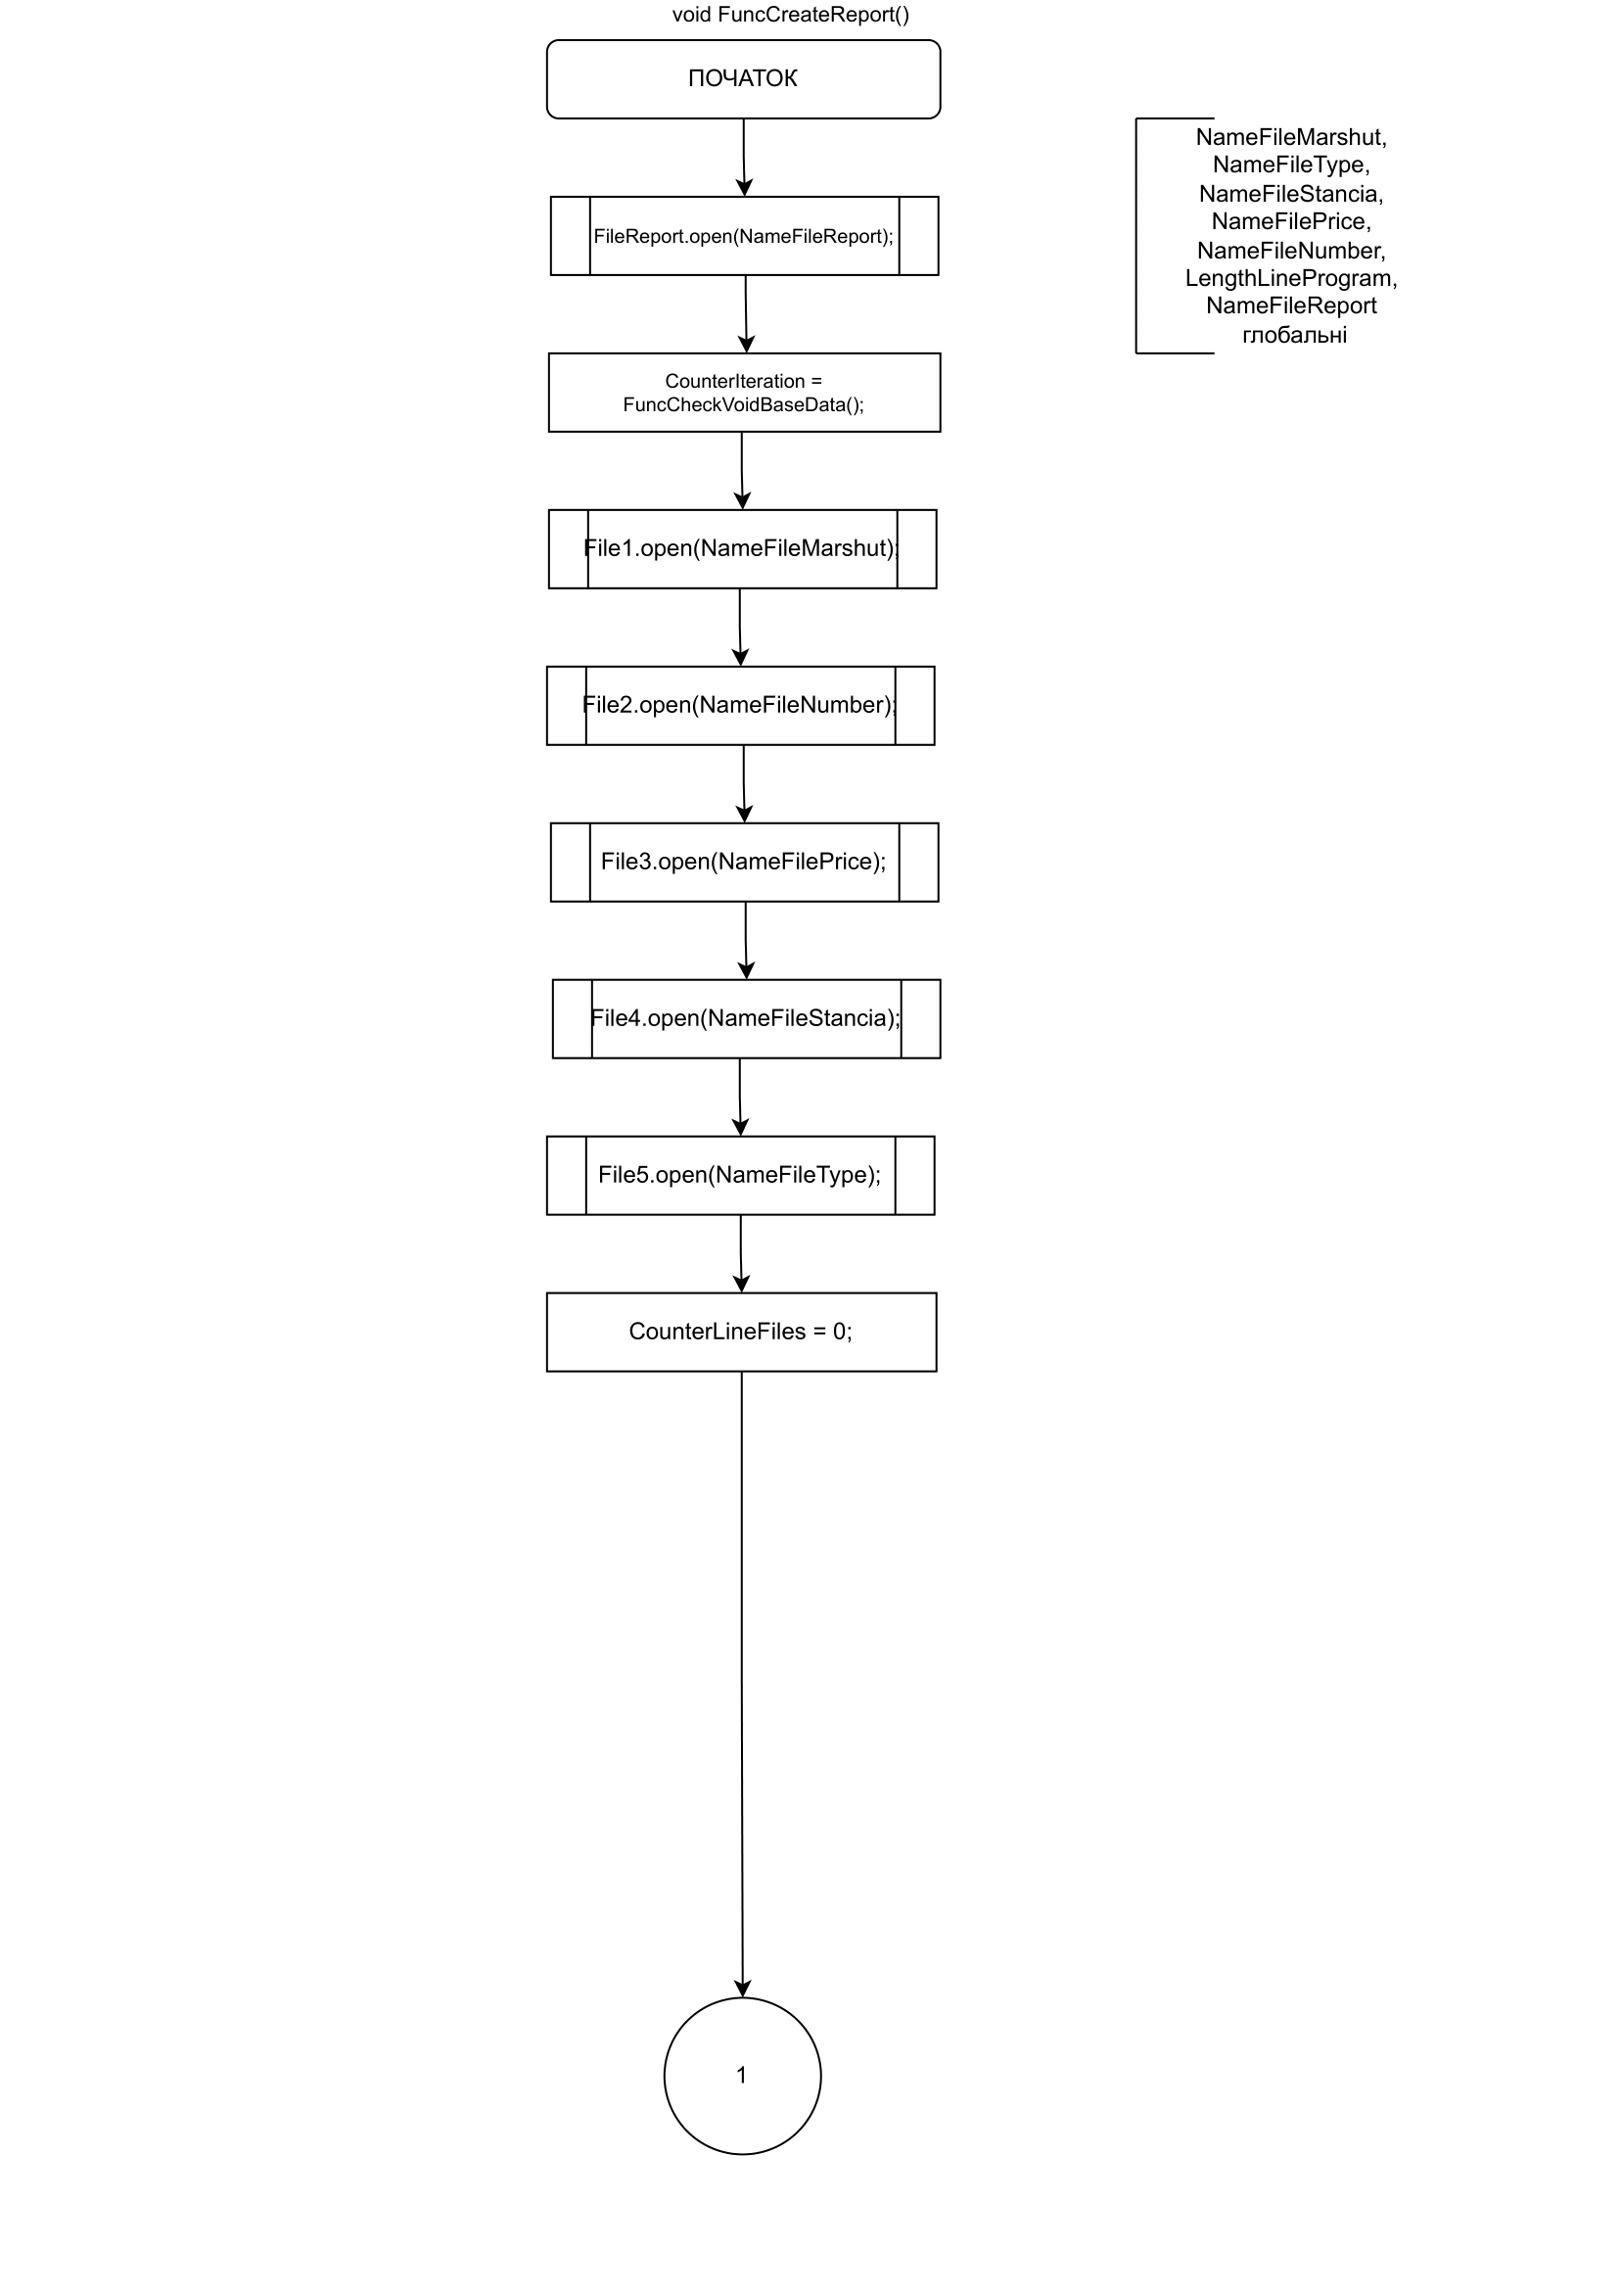 void FuncCreateReport()
ПОЧАТОК
NameFileMarshut,
NameFileType,
NameFileStancia,
NameFilePrice,
NameFileNumber,
LengthLineProgram,
NameFileReport
глобальні
FileReport.open(NameFileReport);
CounterIteration =
FuncCheckVoidBaseData();
File1.open(NameFileMarshut);
File2.open(NameFileNumber);
File3.open(NameFilePrice);
File4.open(NameFileStancia);
File5.open(NameFileType);
CounterLineFiles = 0;
1